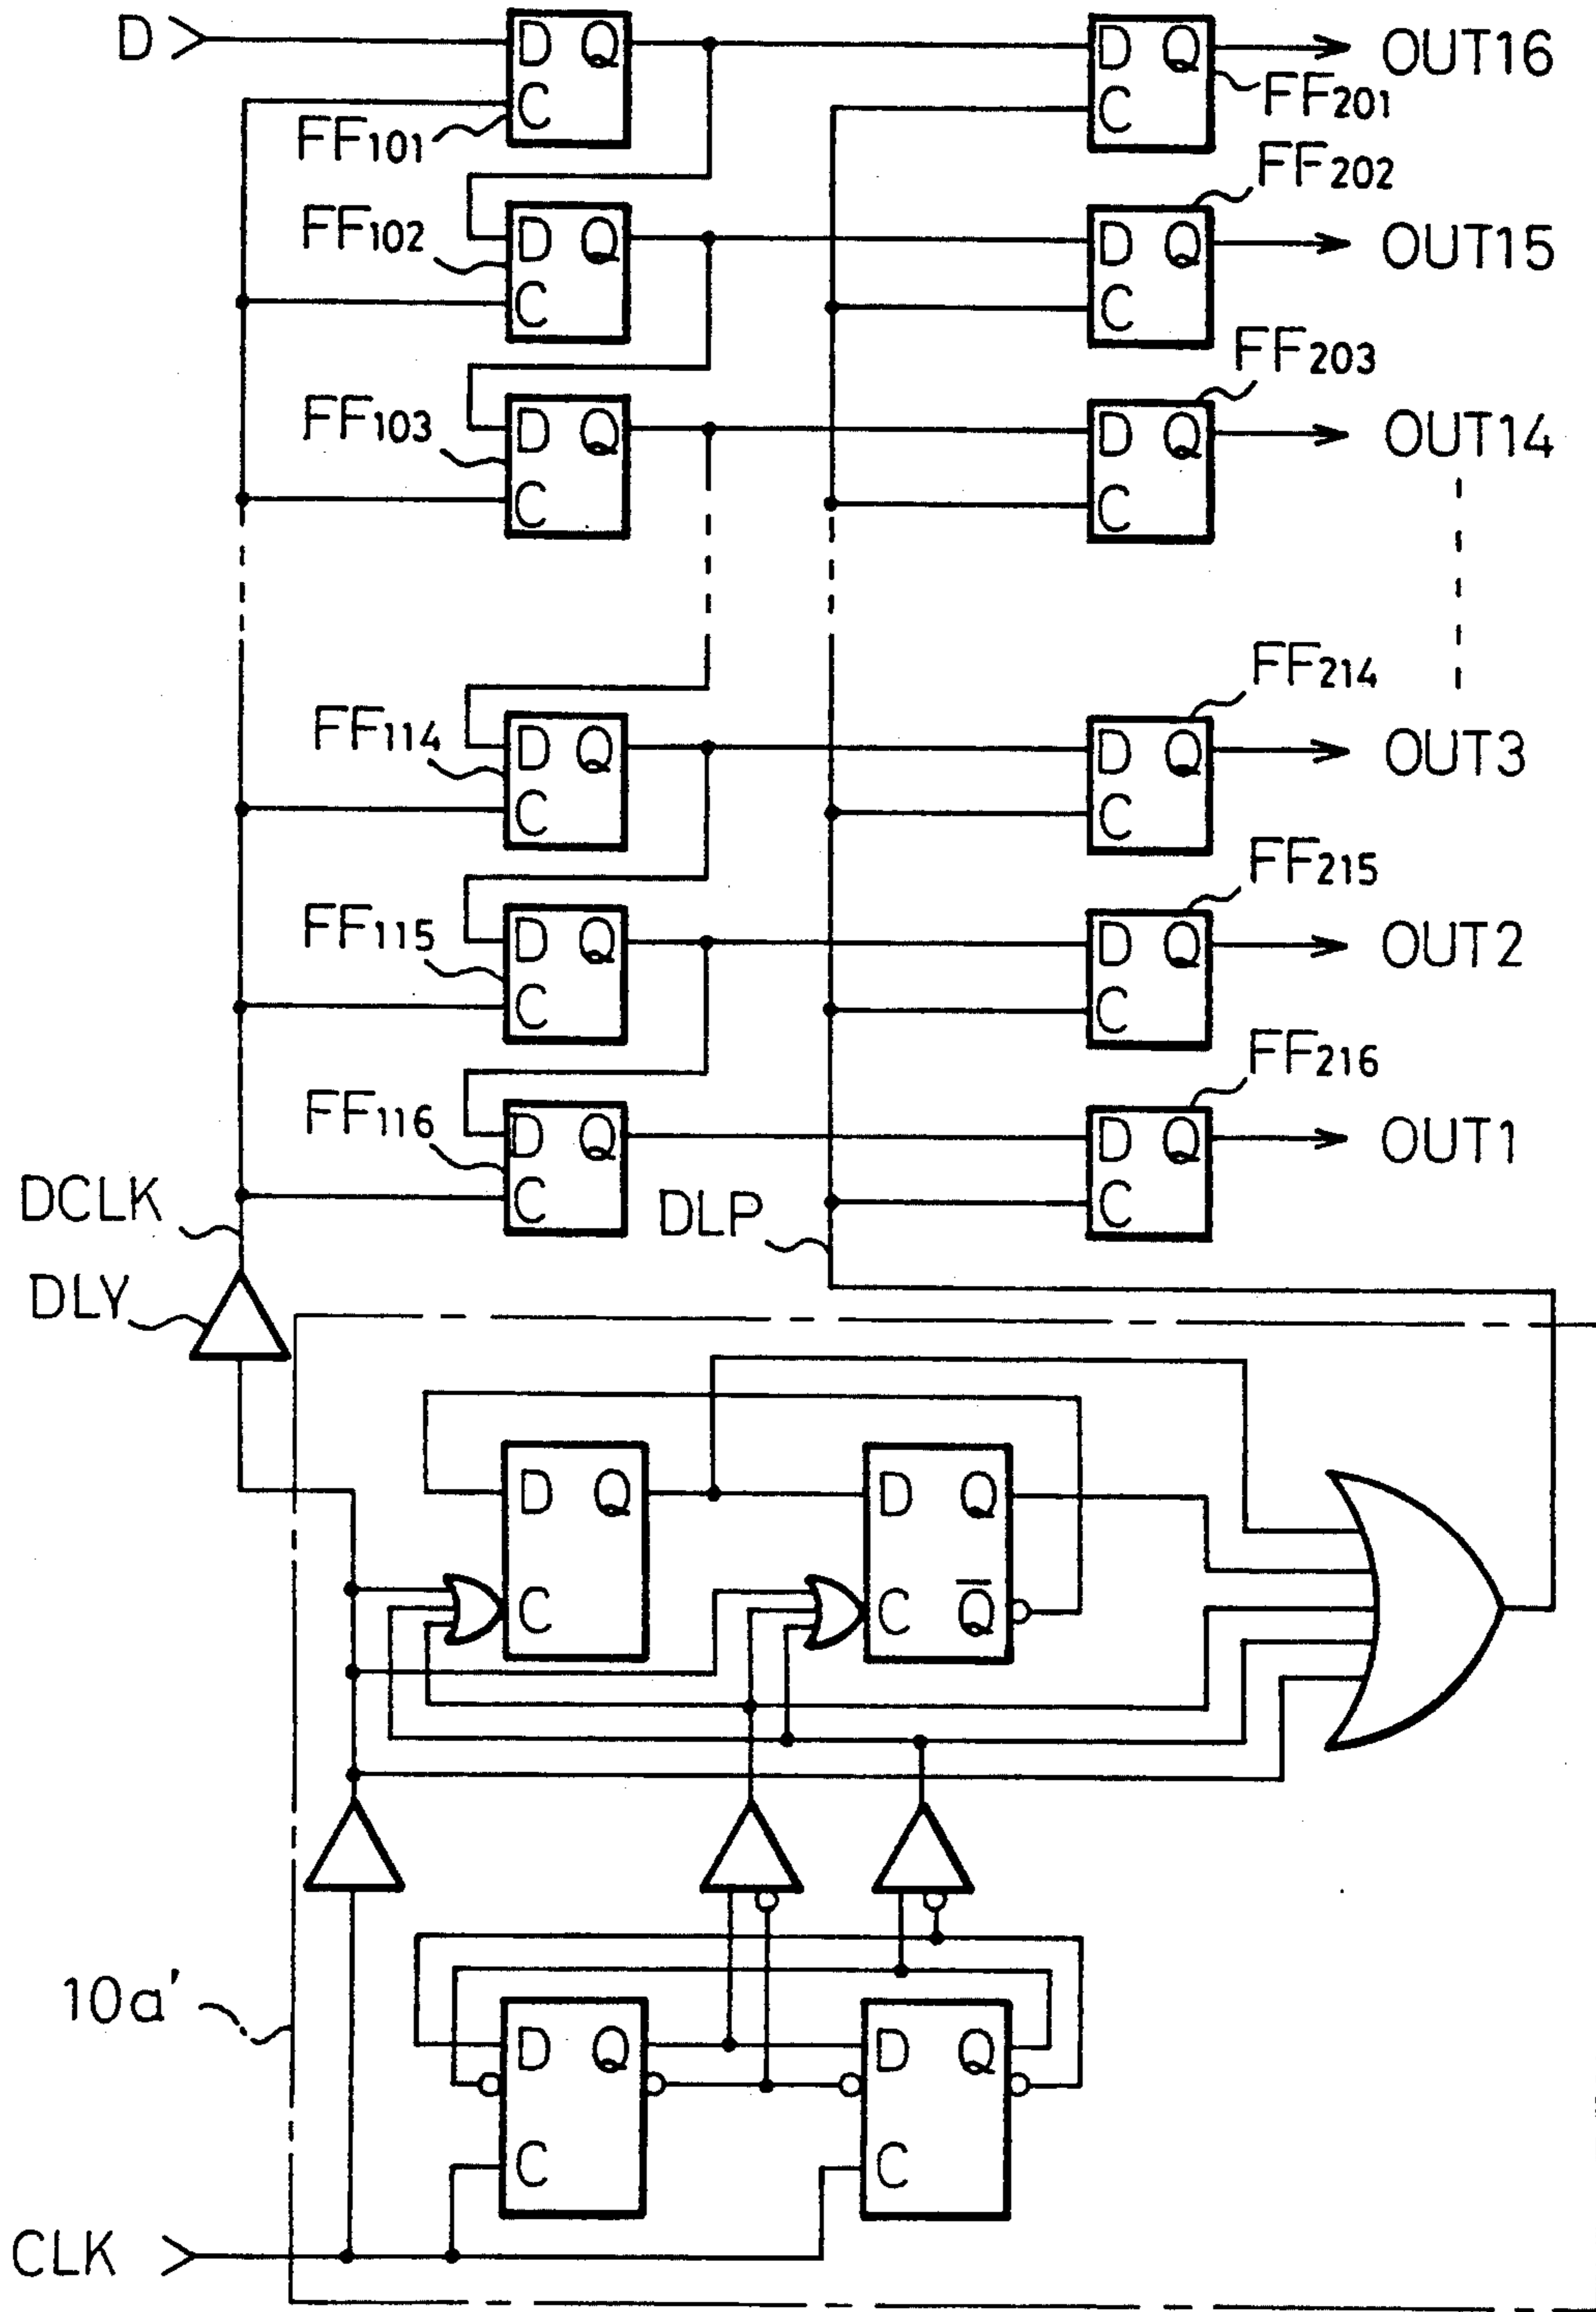 D D Q D Q OUT16
C C
FF101 FF201
FF202
FF102 D Q D Q OUT15
C C
FF203
FF103 D Q D Q OUT14
C C
FF214
FF114 D Q D Q OUT3
C C
FF215
FF115 D Q D Q OUT2
C C
FF216
FF116 D Q D Q OUT1
C C
DCLK DLP
DLY
D Q D Q
C C Q̅
10a'
D Q D Q
C C
CLK